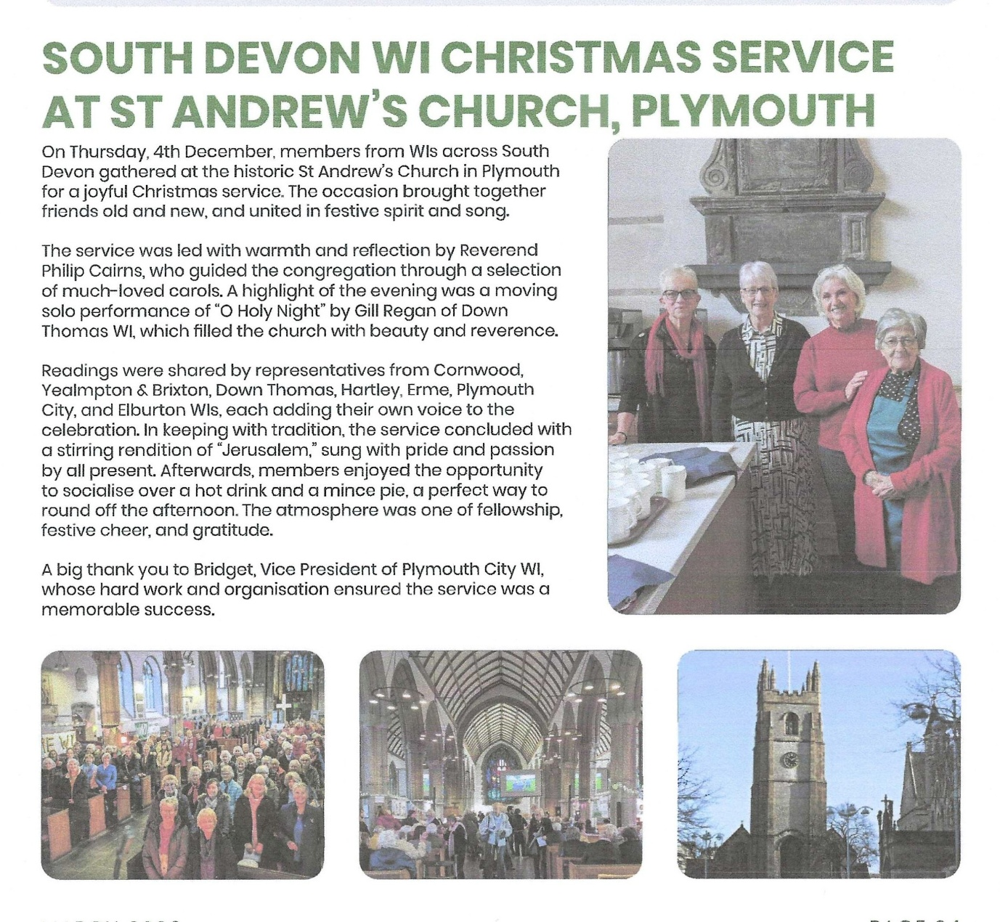 SOUTH DEVON WI CHRISTMAS SERVICE
AT ST ANDREW'S CHURCH, PLYMOUTH
On Thursday, 4th December, members from WIs across South
Devon gathered at the historic St Andrew's Church in Plymouth
for a joyful Christmas service. The occasion brought together
friends old and new, and united in festive spirit and song.
The service was led with warmth and reflection by Reverend
Philip Cairns, who guided the congregation through a selection
of much-loved carols. A highlight of the evening was a moving
solo performance of “O Holy Night” by Gill Regan of Down
Thomas WI, which filled the church with beauty and reverence.
Readings were shared by representatives from Cornwood,
Yealmpton & Brixton, Down Thomas, Hartley, Erme, Plymouth
City, and Elburton WIs, each adding their own voice to the
celebration. In keeping with tradition, the service concluded with
a stirring rendition of “Jerusalem,” sung with pride and passion
by all present. Afterwards, members enjoyed the opportunity
to socialise over a hot drink and a mince pie, a perfect way to
round off the afternoon. The atmosphere was one of fellowship,
festive cheer, and gratitude.
A big thank you to Bridget, Vice President of Plymouth City WI,
whose hard work and organisation ensured the service was a
memorable success.